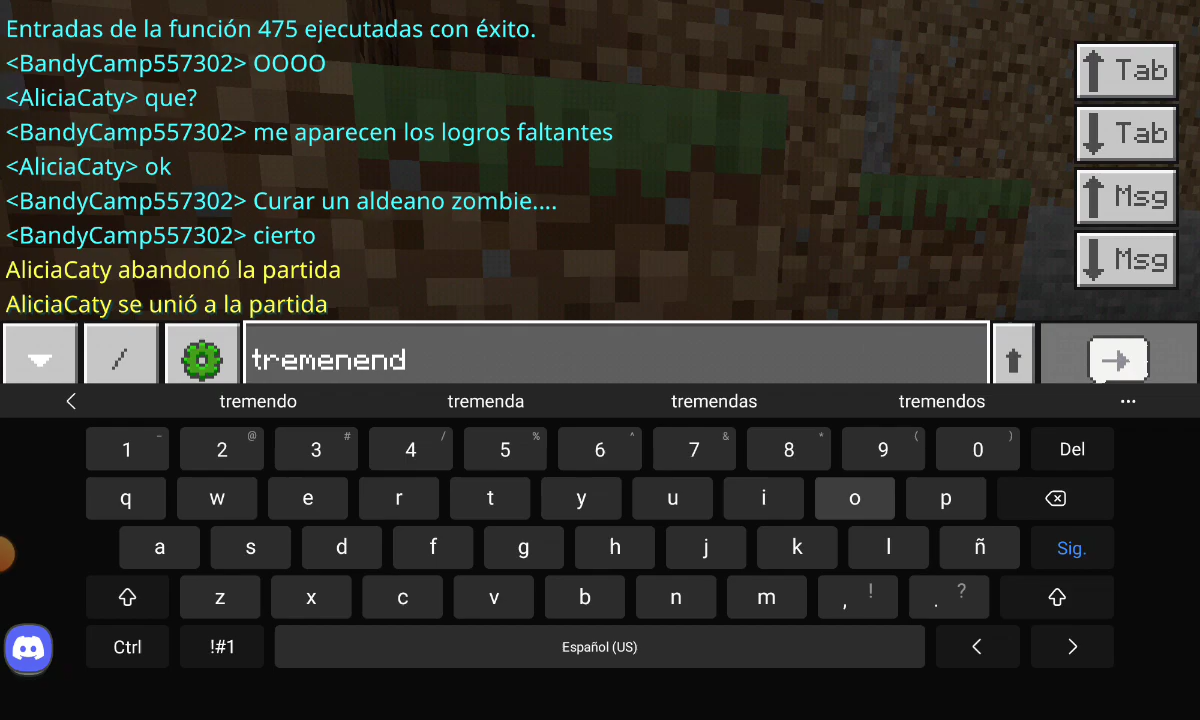 Entradas de la función 475 ejecutadas con éxito.
<BandyCamp557302> OOOO
<AliciaCaty> que?
<BandyCamp557302> me aparecen los logros faltantes
<AliciaCaty> ok
<BandyCamp557302> Curar un aldeano zombie....
<BandyCamp557302> cierto
AliciaCaty abandonó la partida
AliciaCaty se unió a la partida
Tab
Tab
Msg
Msg
/
tremenend
tremendo tremenda tremendas tremendos ...
1 ~ 2 @ 3 # 4 / 5 % 6 ^ 7 & 8 * 9 ( 0 ) Del
q w e r t y u i o p
a s d f g h j k l ñ Sig.
z x c v b n m , ! . ?
Ctrl !#1 Español (US) < >